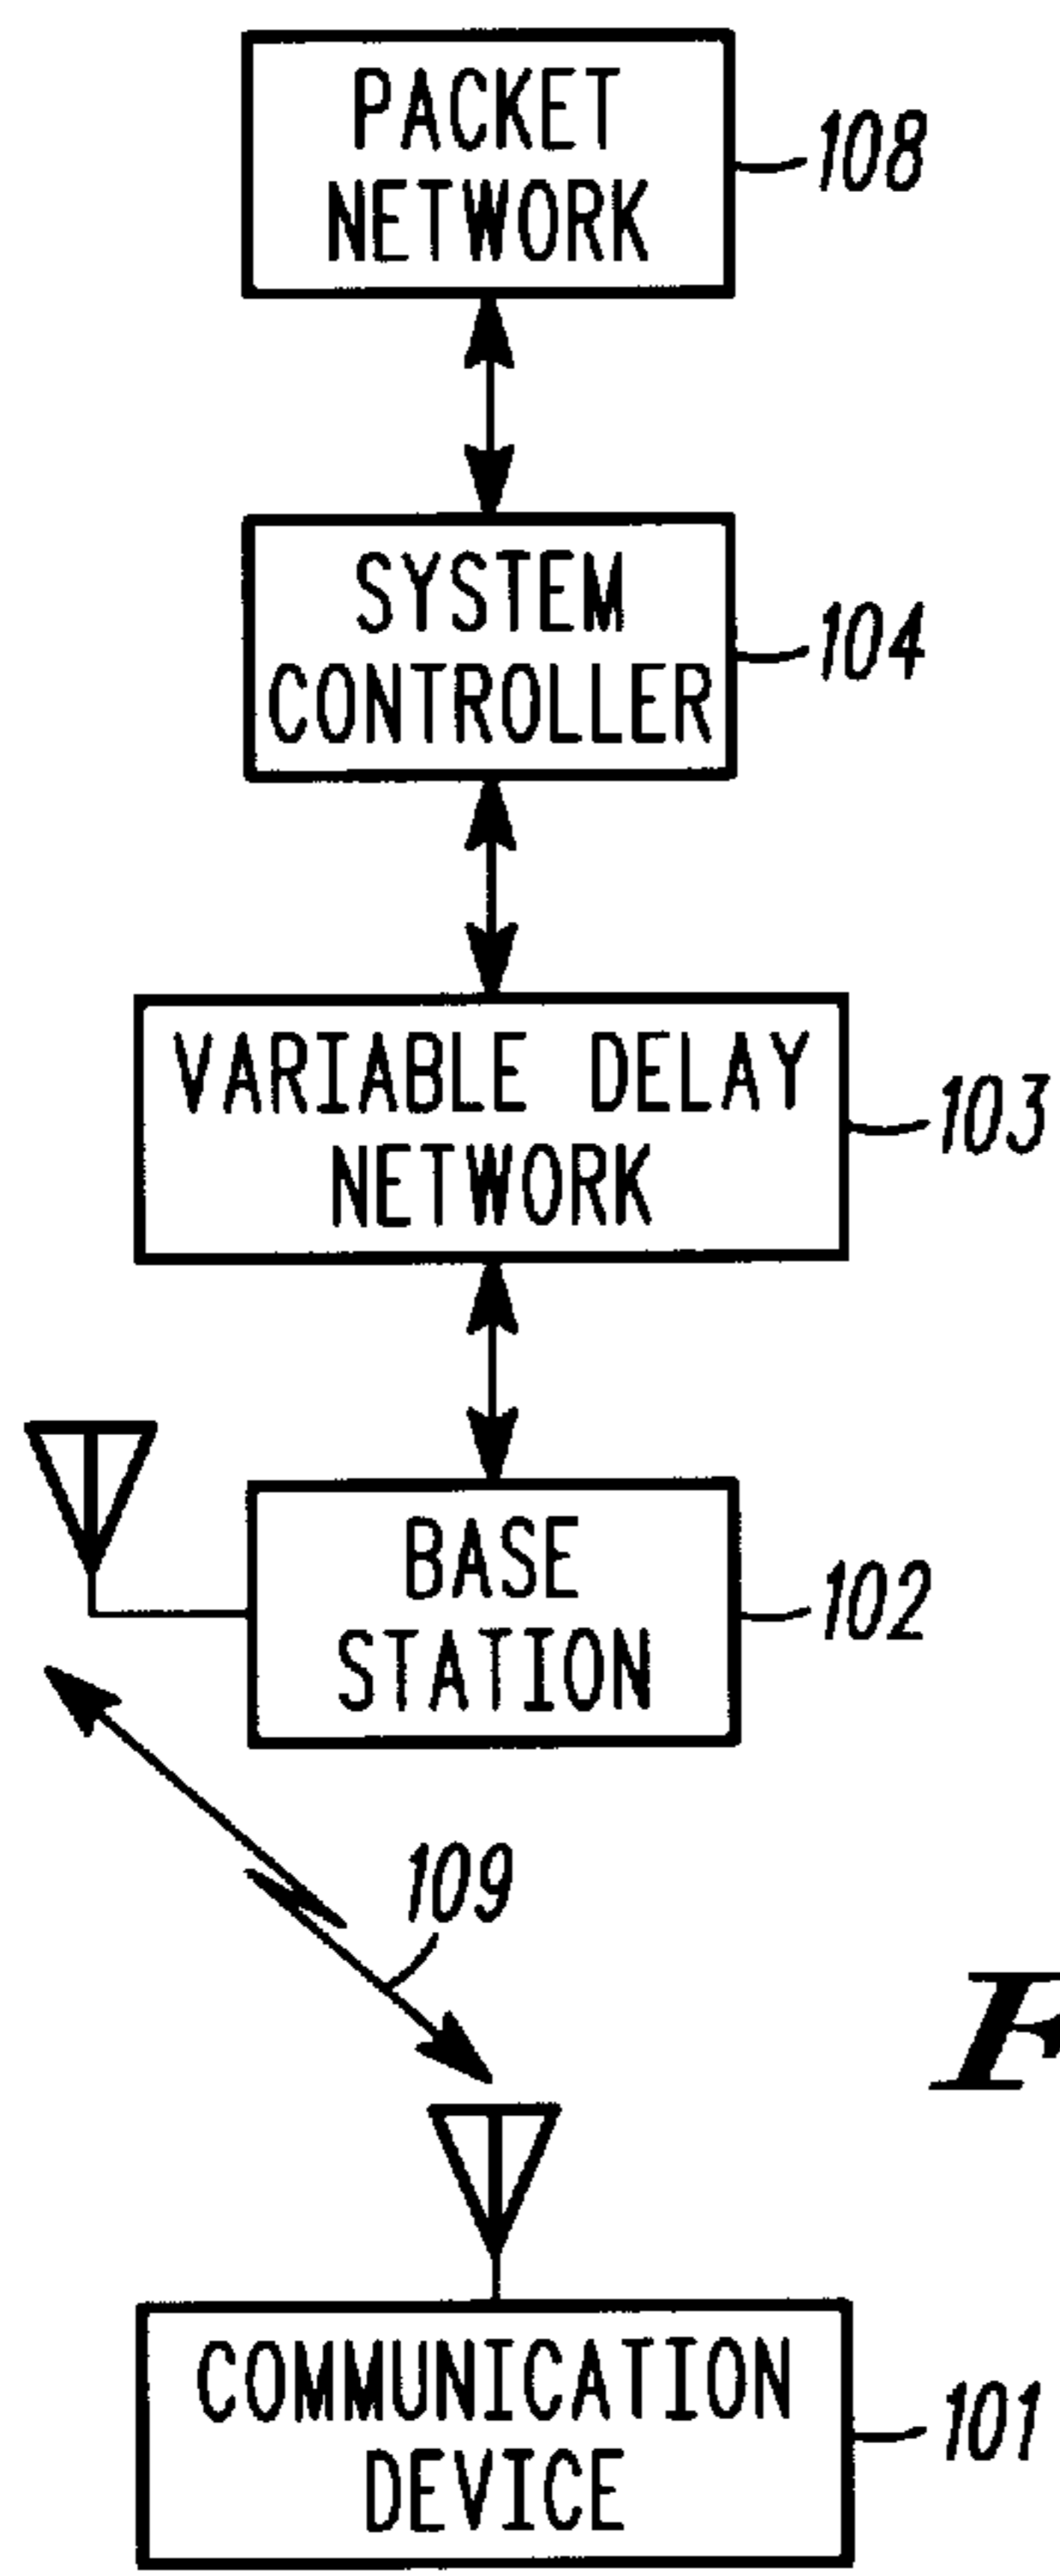 PACKET
NETWORK
108
SYSTEM
CONTROLLER
104
VARIABLE DELAY
NETWORK
103
BASE
STATION
102
109
F
COMMUNICATION
DEVICE
101